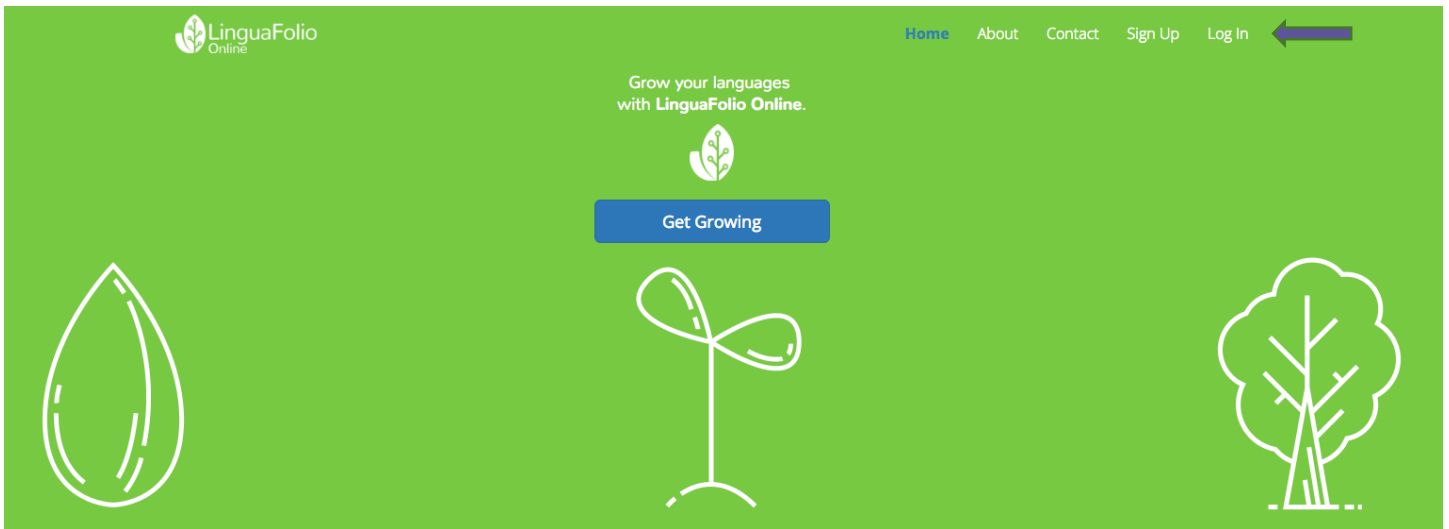 LinguaFolio
Online
Home About Contact Sign Up Log In
Grow your languages
with LinguaFolio Online.
Get Growing